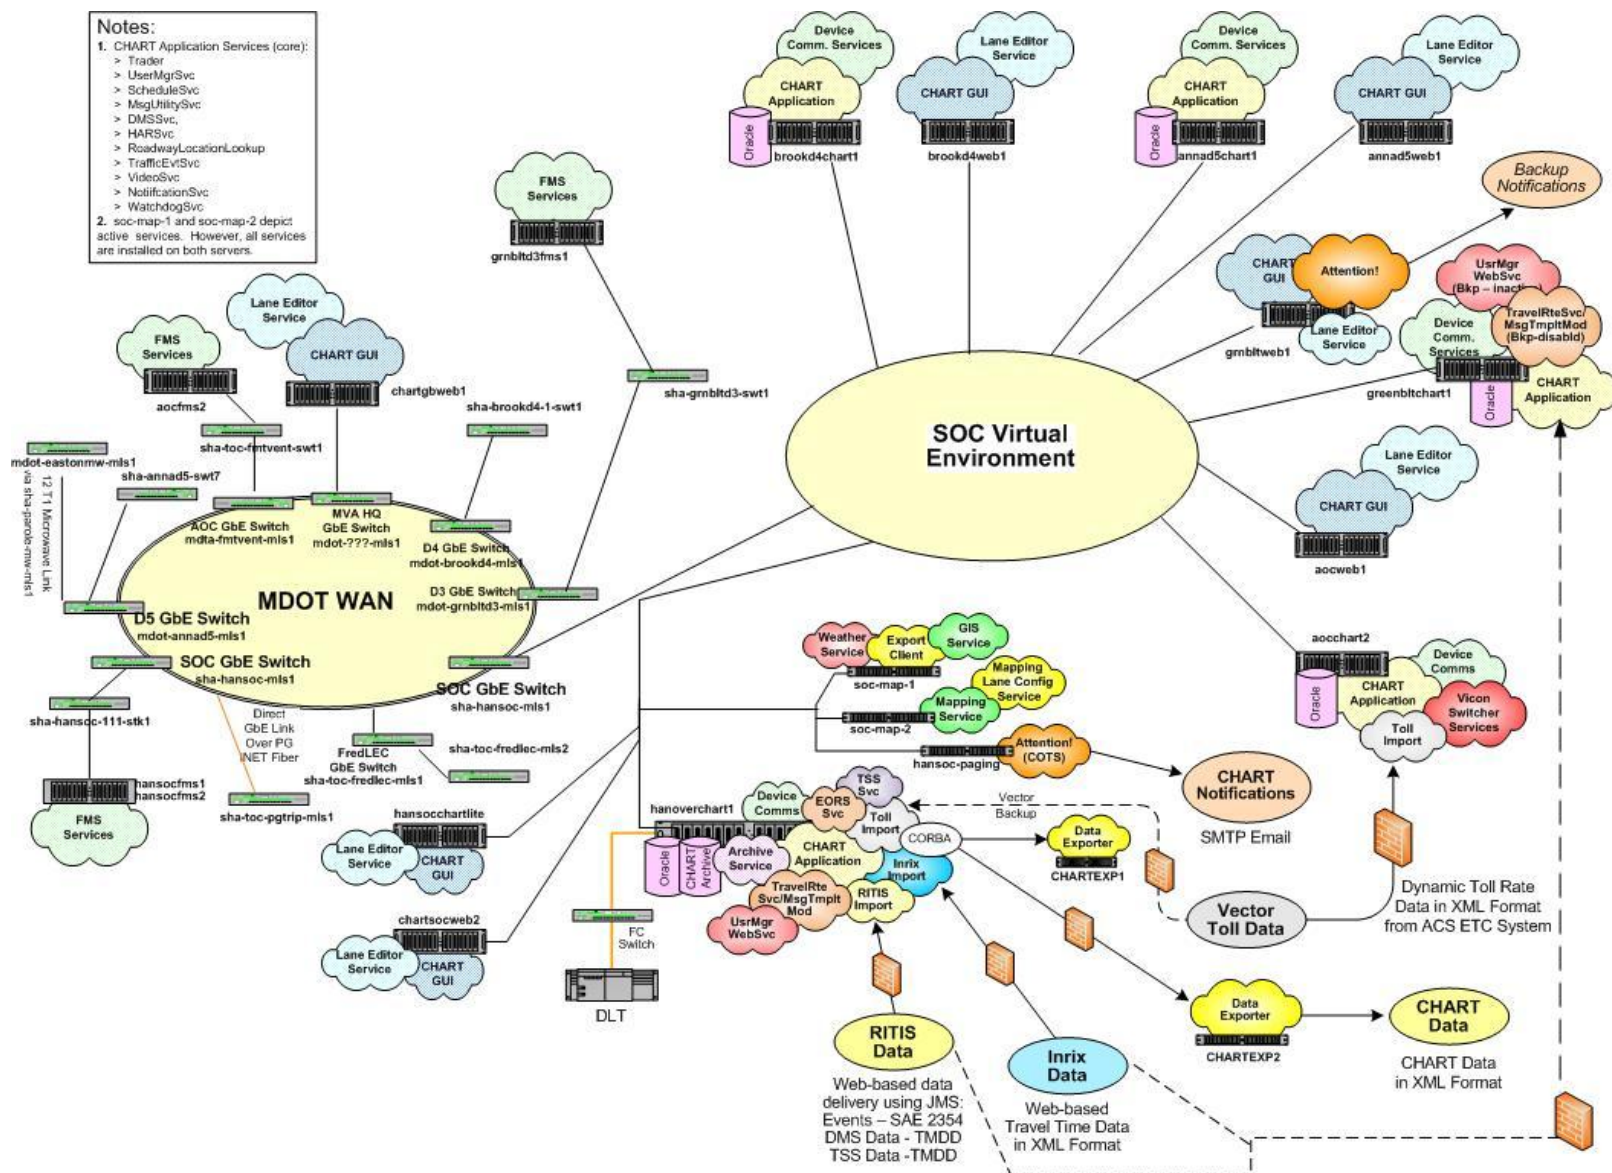 Notes:
1. CHART Application Services (core):
> Trader
> UserMgrSvc
> ScheduleSvc
> MsgUtilitySvc
> DMSSvc,
> HARSvc
> RoadwayLocationLookup
> TrafficEvtSvc
> VideoSvc
> NotiifcationSvc
> WatchdogSvc
2. soc-map-1 and soc-map-2 depict
active services. However, all services
are installed on both servers.
Device
Comm. Services
CHART
Application
Oracle
brookd4chart1
Lane Editor
Service
CHART GUI
brookd4web1
Device
Comm. Services
CHART
Application
Oracle
annad5chart1
Lane Editor
Service
CHART GUI
annad5web1
Backup
Notifications
FMS
Services
grnbltd3fms1
CHART
GUI
Attention!
Lane Editor
Service
grnbltweb1
UsrMgr
WebSvc
(Bkp – inactive)
TravelRteSvc/
MsgTmpltMod
(Bkp-disabld)
Device
Comm.
Services
greenbltchart1
Oracle
CHART
Application
Lane Editor
Service
CHART GUI
chartgbweb1
FMS
Services
aocfms2
sha-toc-fmtvent-swt1
sha-brookd4-1-swt1
sha-grnbltd3-swt1
mdot-eastonmw-mls1
12 T1 Microwave Link
via sha-parole-mw-mls1
sha-annad5-swt7
AOC GbE Switch
mdta-fmtvent-mls1
MVA HQ
GbE Switch
mdot-???-mls1
D4 GbE Switch
mdot-brookd4-mls1
D3 GbE Switch
mdot-grnbltd3-mls1
MDOT WAN
D5 GbE Switch
mdot-annad5-mls1
SOC GbE Switch
sha-hansoc-mls1
SOC GbE Switch
sha-hansoc-mls1
SOC Virtual
Environment
Lane Editor
Service
CHART GUI
aocweb1
sha-hansoc-111-stk1
Direct
GbE Link
Over PG
iNET Fiber
FredLEC
GbE Switch
sha-toc-fredlec-mls1
sha-toc-fredlec-mls2
sha-toc-pgtrip-mls1
hansocfms1
hansocfms2
FMS
Services
Weather
Service
Export
Client
GIS
Service
soc-map-1
Mapping
Lane Config
Service
Mapping
Service
soc-map-2
Attention!
(COTS)
hansoc-paging
CHART
Notifications
SMTP Email
aocchart2
Device
Comms
Oracle
CHART
Application
Vicon
Switcher
Services
Toll
Import
hansocchartlite
Lane Editor
Service
CHART
GUI
chartsocweb2
Lane Editor
Service
CHART
GUI
hanoverchart1
Device
Comms
TSS
Svc
EORS
Svc
Toll
Import
CORBA
Oracle
CHART
Archive
Archive
Service
CHART
Application
Inrix
Import
TravelRte
Svc/MsgTmplt
Mod
RITIS
Import
UsrMgr
WebSvc
FC
Switch
DLT
Vector
Backup
Data
Exporter
CHARTEXP1
Vector
Toll Data
Dynamic Toll Rate
Data in XML Format
from ACS ETC System
Data
Exporter
CHARTEXP2
CHART
Data
CHART Data
in XML Format
RITIS
Data
Web-based data
delivery using JMS:
Events – SAE 2354
DMS Data - TMDD
TSS Data -TMDD
Inrix
Data
Web-based
Travel Time Data
in XML Format